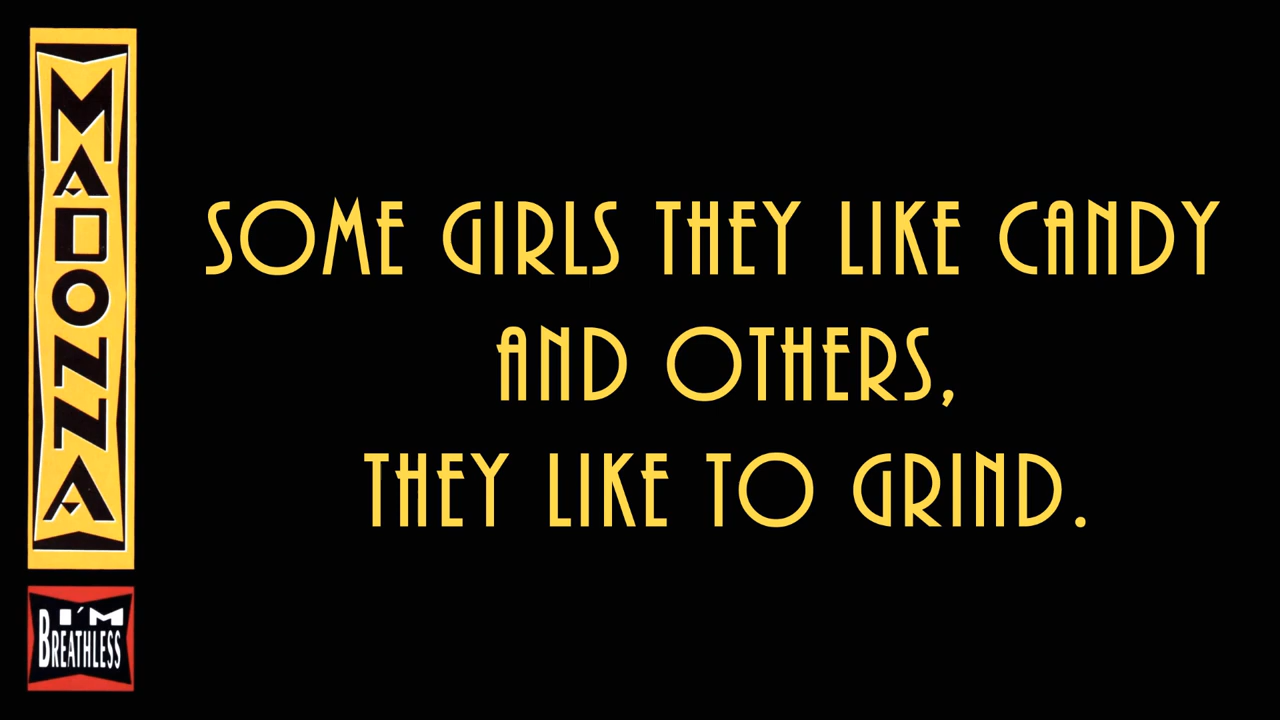 MADONNA
I'M
BREATHLESS
SOME GIRLS THEY LIKE CANDY
AND OTHERS,
THEY LIKE TO GRIND.